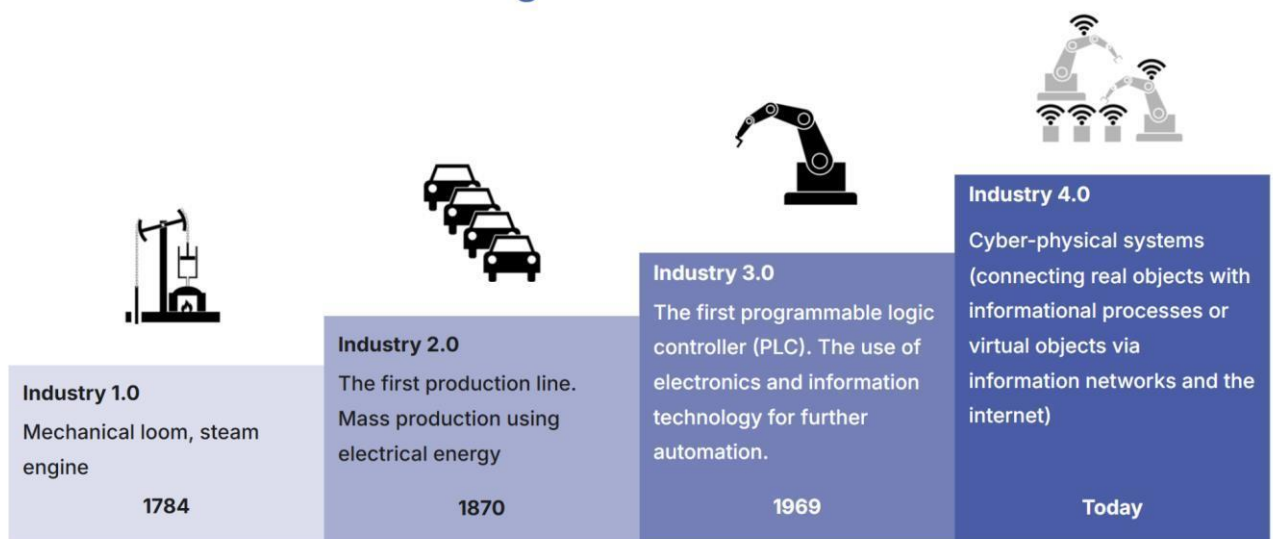 Industry 1.0
Mechanical loom, steam
engine
1784
Industry 2.0
The first production line.
Mass production using
electrical energy
1870
Industry 3.0
The first programmable logic
controller (PLC). The use of
electronics and information
technology for further
automation.
1969
Industry 4.0
Cyber-physical systems
(connecting real objects with
informational processes or
virtual objects via
information networks and the
internet)
Today